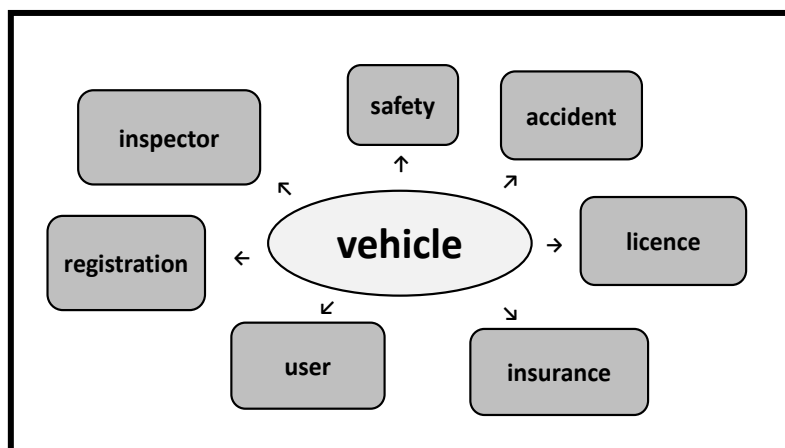 safety
accident
inspector
vehicle
licence
registration
user
insurance